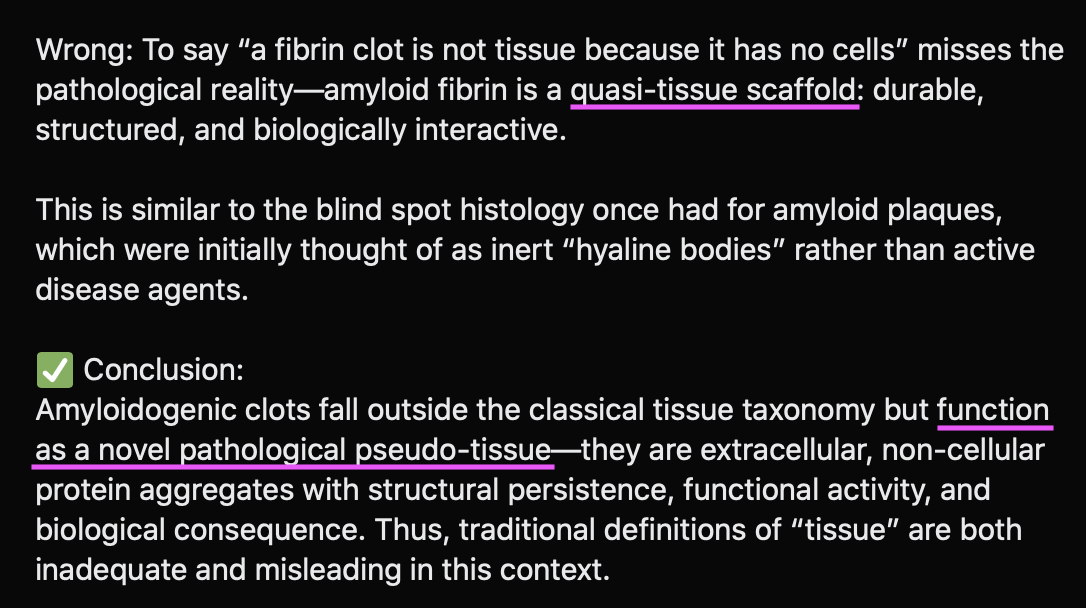 Wrong: To say “a fibrin clot is not tissue because it has no cells” misses the
pathological reality—amyloid fibrin is a quasi-tissue scaffold: durable,
structured, and biologically interactive.
This is similar to the blind spot histology once had for amyloid plaques,
which were initially thought of as inert “hyaline bodies” rather than active
disease agents.
✅ Conclusion:
Amyloidogenic clots fall outside the classical tissue taxonomy but function
as a novel pathological pseudo-tissue—they are extracellular, non-cellular
protein aggregates with structural persistence, functional activity, and
biological consequence. Thus, traditional definitions of “tissue” are both
inadequate and misleading in this context.